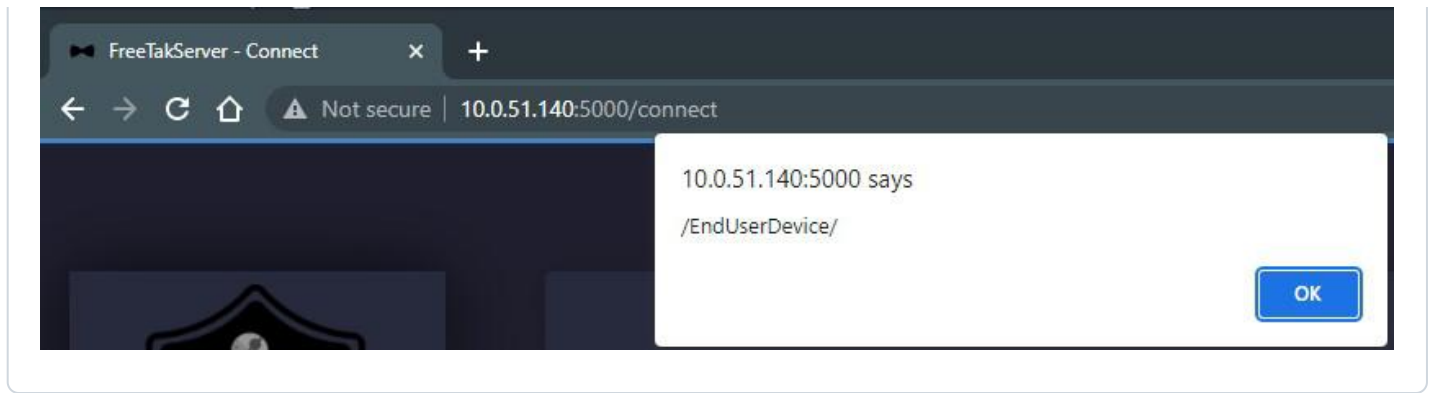 FreeTakServer - Connect
Not secure | 10.0.51.140:5000/connect
10.0.51.140:5000 says
/EndUserDevice/
OK